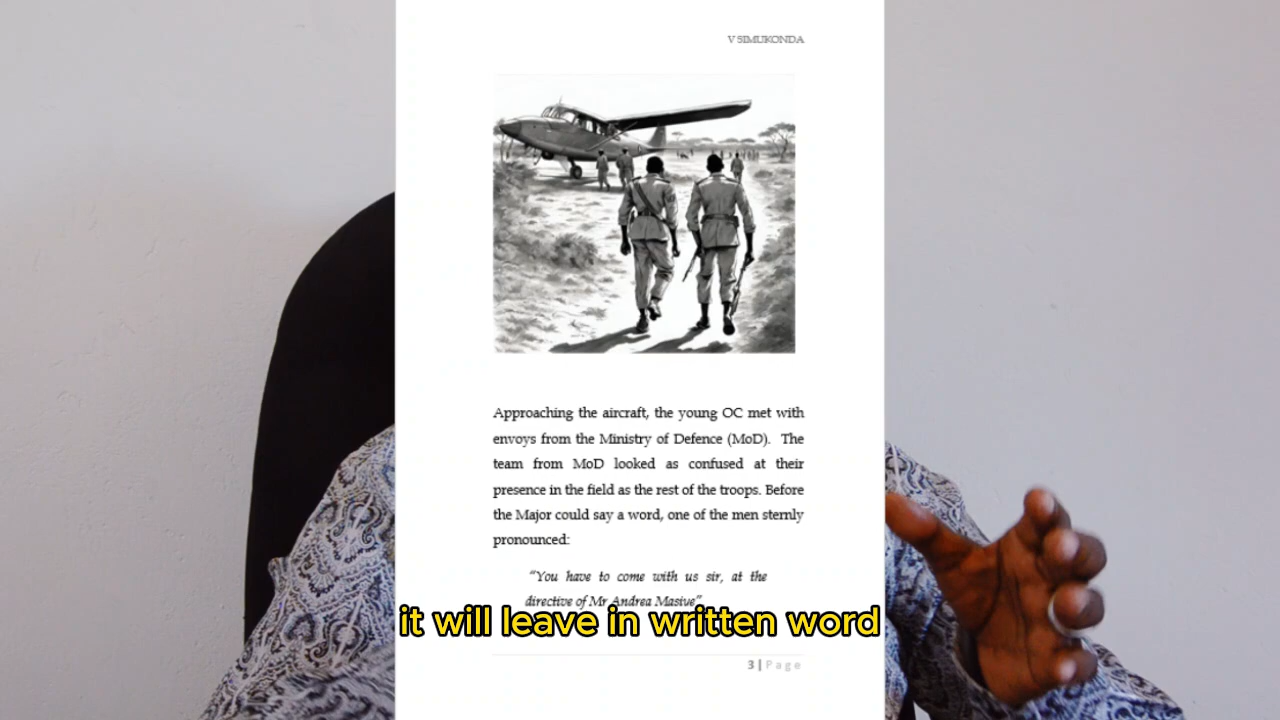 V SIMUKONDA
Approaching the aircraft, the young OC met with
envoys from the Ministry of Defence (MoD). The
team from MoD looked as confused at their
presence in the field as the rest of the troops. Before
the Major could say a word, one of the men sternly
pronounced:
“You have to come with us sir, at the
directive of Mr Andrea Masiye”
it will leave in written word
3 | Page